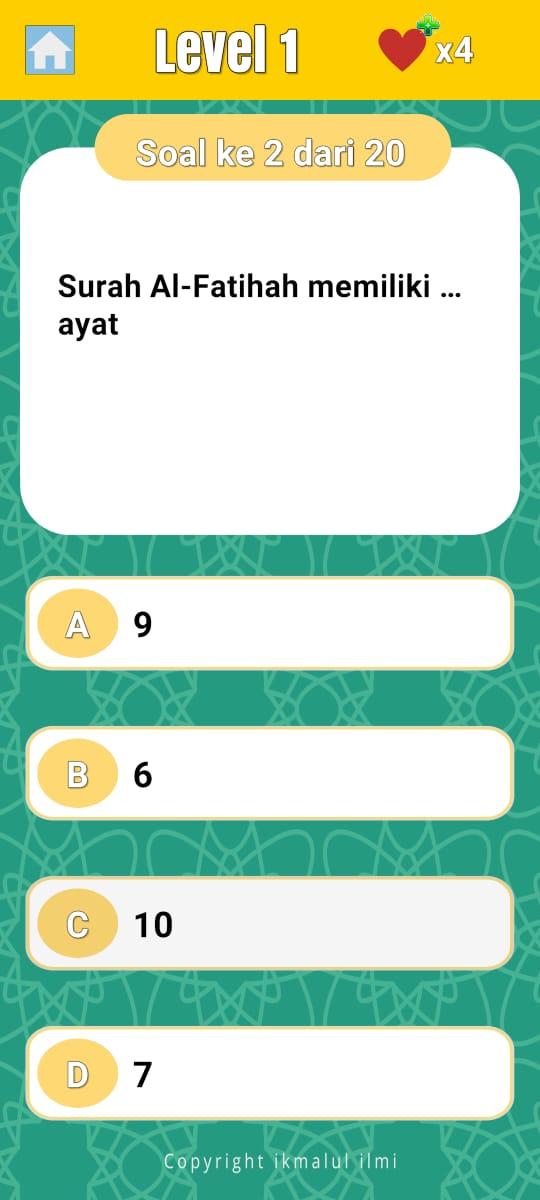 Level 1
x4
Soal ke 2 dari 20
Surah Al-Fatihah memiliki ...
ayat
A 9
B 6
C 10
D 7
Copyright ikmalul ilmi